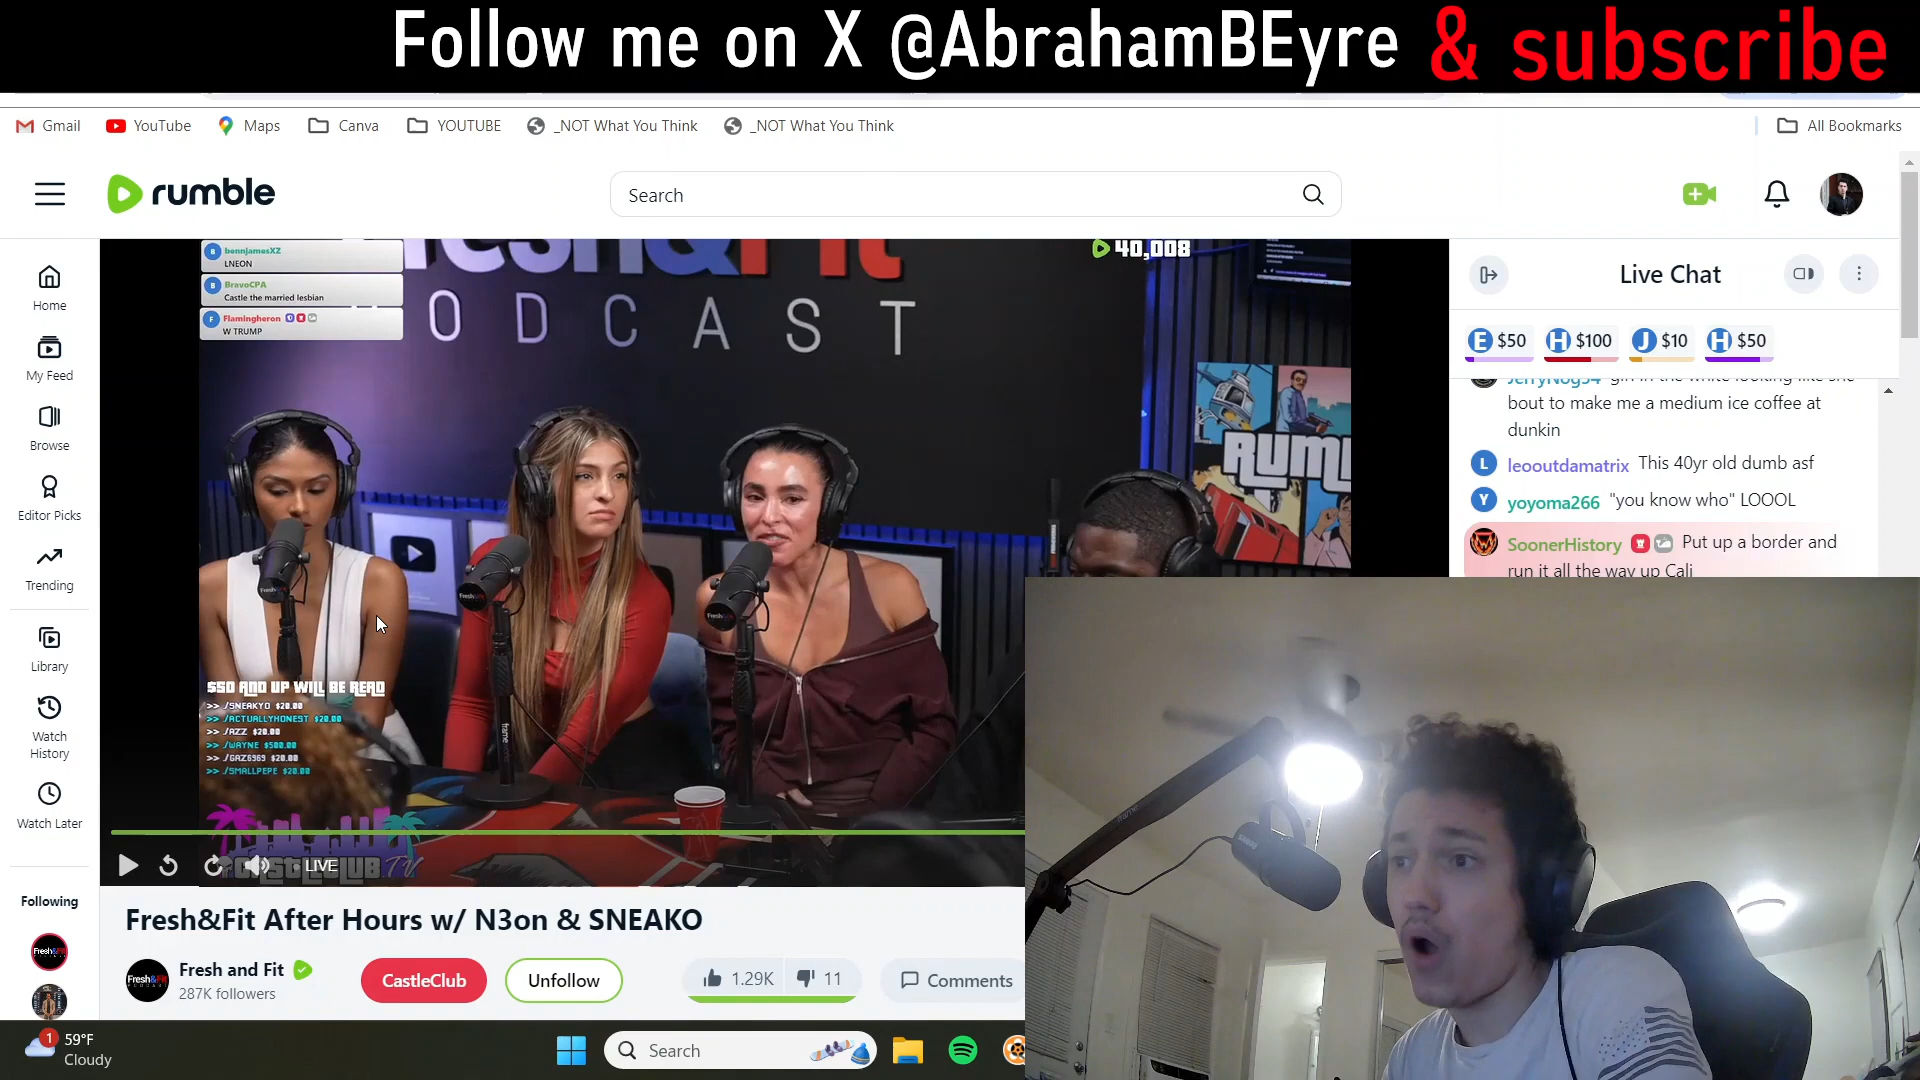 Follow me on X @AbrahamBEyre & subscribe
Gmail YouTube Maps Canva YOUTUBE _NOT What You Think _NOT What You Think All Bookmarks
rumble
Search
Home
My Feed
Browse
Editor Picks
Trending
Library
Watch
History
Watch Later
Following
bennjamesXZ
LNEON
BravoCPA
Castle the married lesbian
Flamingheron
W TRUMP
40,008
ODCAST
RUM
$50 AND UP WILL BE READ
>> /SNEAKYO $20.00
>> /ACTUALLYHONEST $20.00
>> /AZZ $20.00
>> /WAYNE $500.00
>> /GAZ6969 $20.00
>> /SMALLPEPE $20.00
LIVE
Fresh&Fit After Hours w/ N3on & SNEAKO
Fresh and Fit
287K followers
CastleClub
Unfollow
1.29K
11
Comments
Live Chat
E $50 H $100 J $10 H $50
bout to make me a medium ice coffee at
dunkin
L leooutdamatrix This 40yr old dumb asf
Y yoyoma266 "you know who" LOOOL
SoonerHistory Put up a border and
run it all the way up Cali
1
59°F
Cloudy
Search